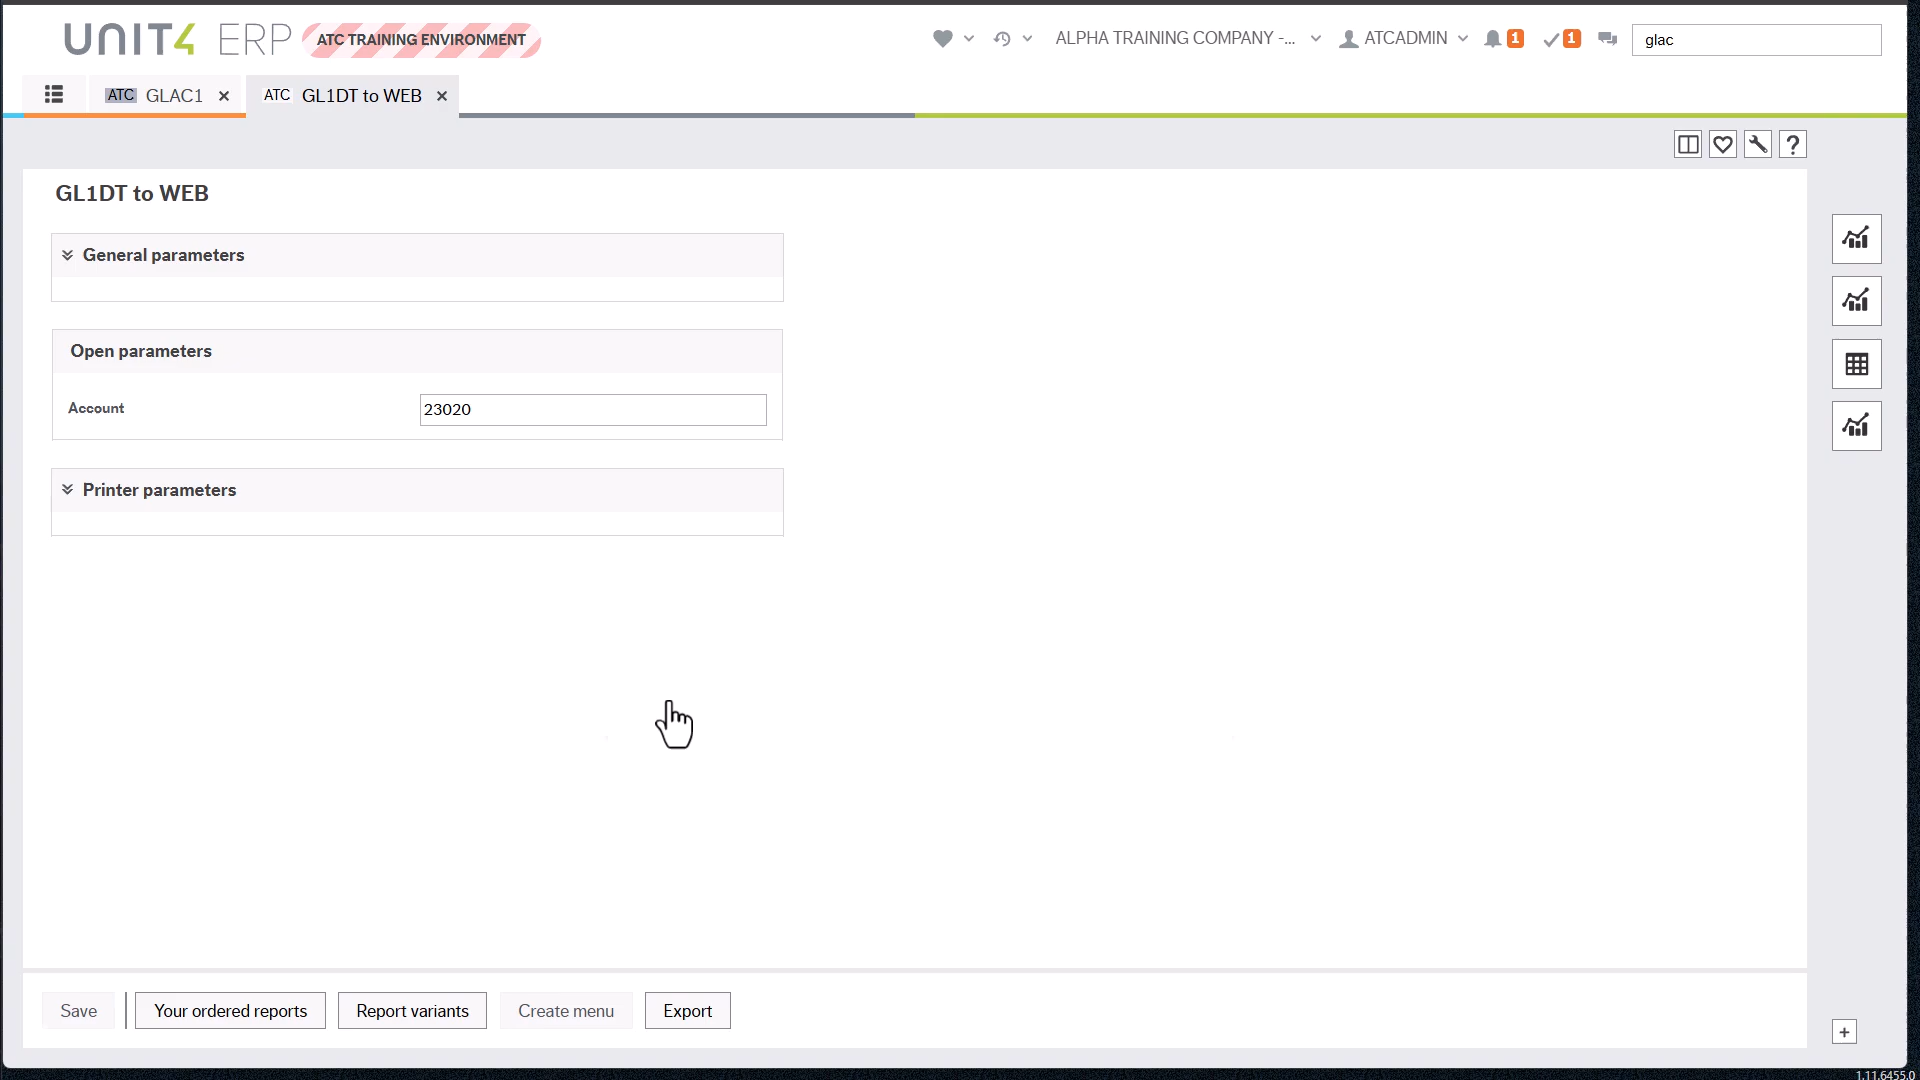 UNIT4 ERP ATC TRAINING ENVIRONMENT
ALPHA TRAINING COMPANY -... ATCADMIN 1 1 glac
ATC GLAC1 ATC GL1DT to WEB
GL1DT to WEB
General parameters
Open parameters
Account 23020
Printer parameters
Save Your ordered reports Report variants Create menu Export
1.11.6455.0